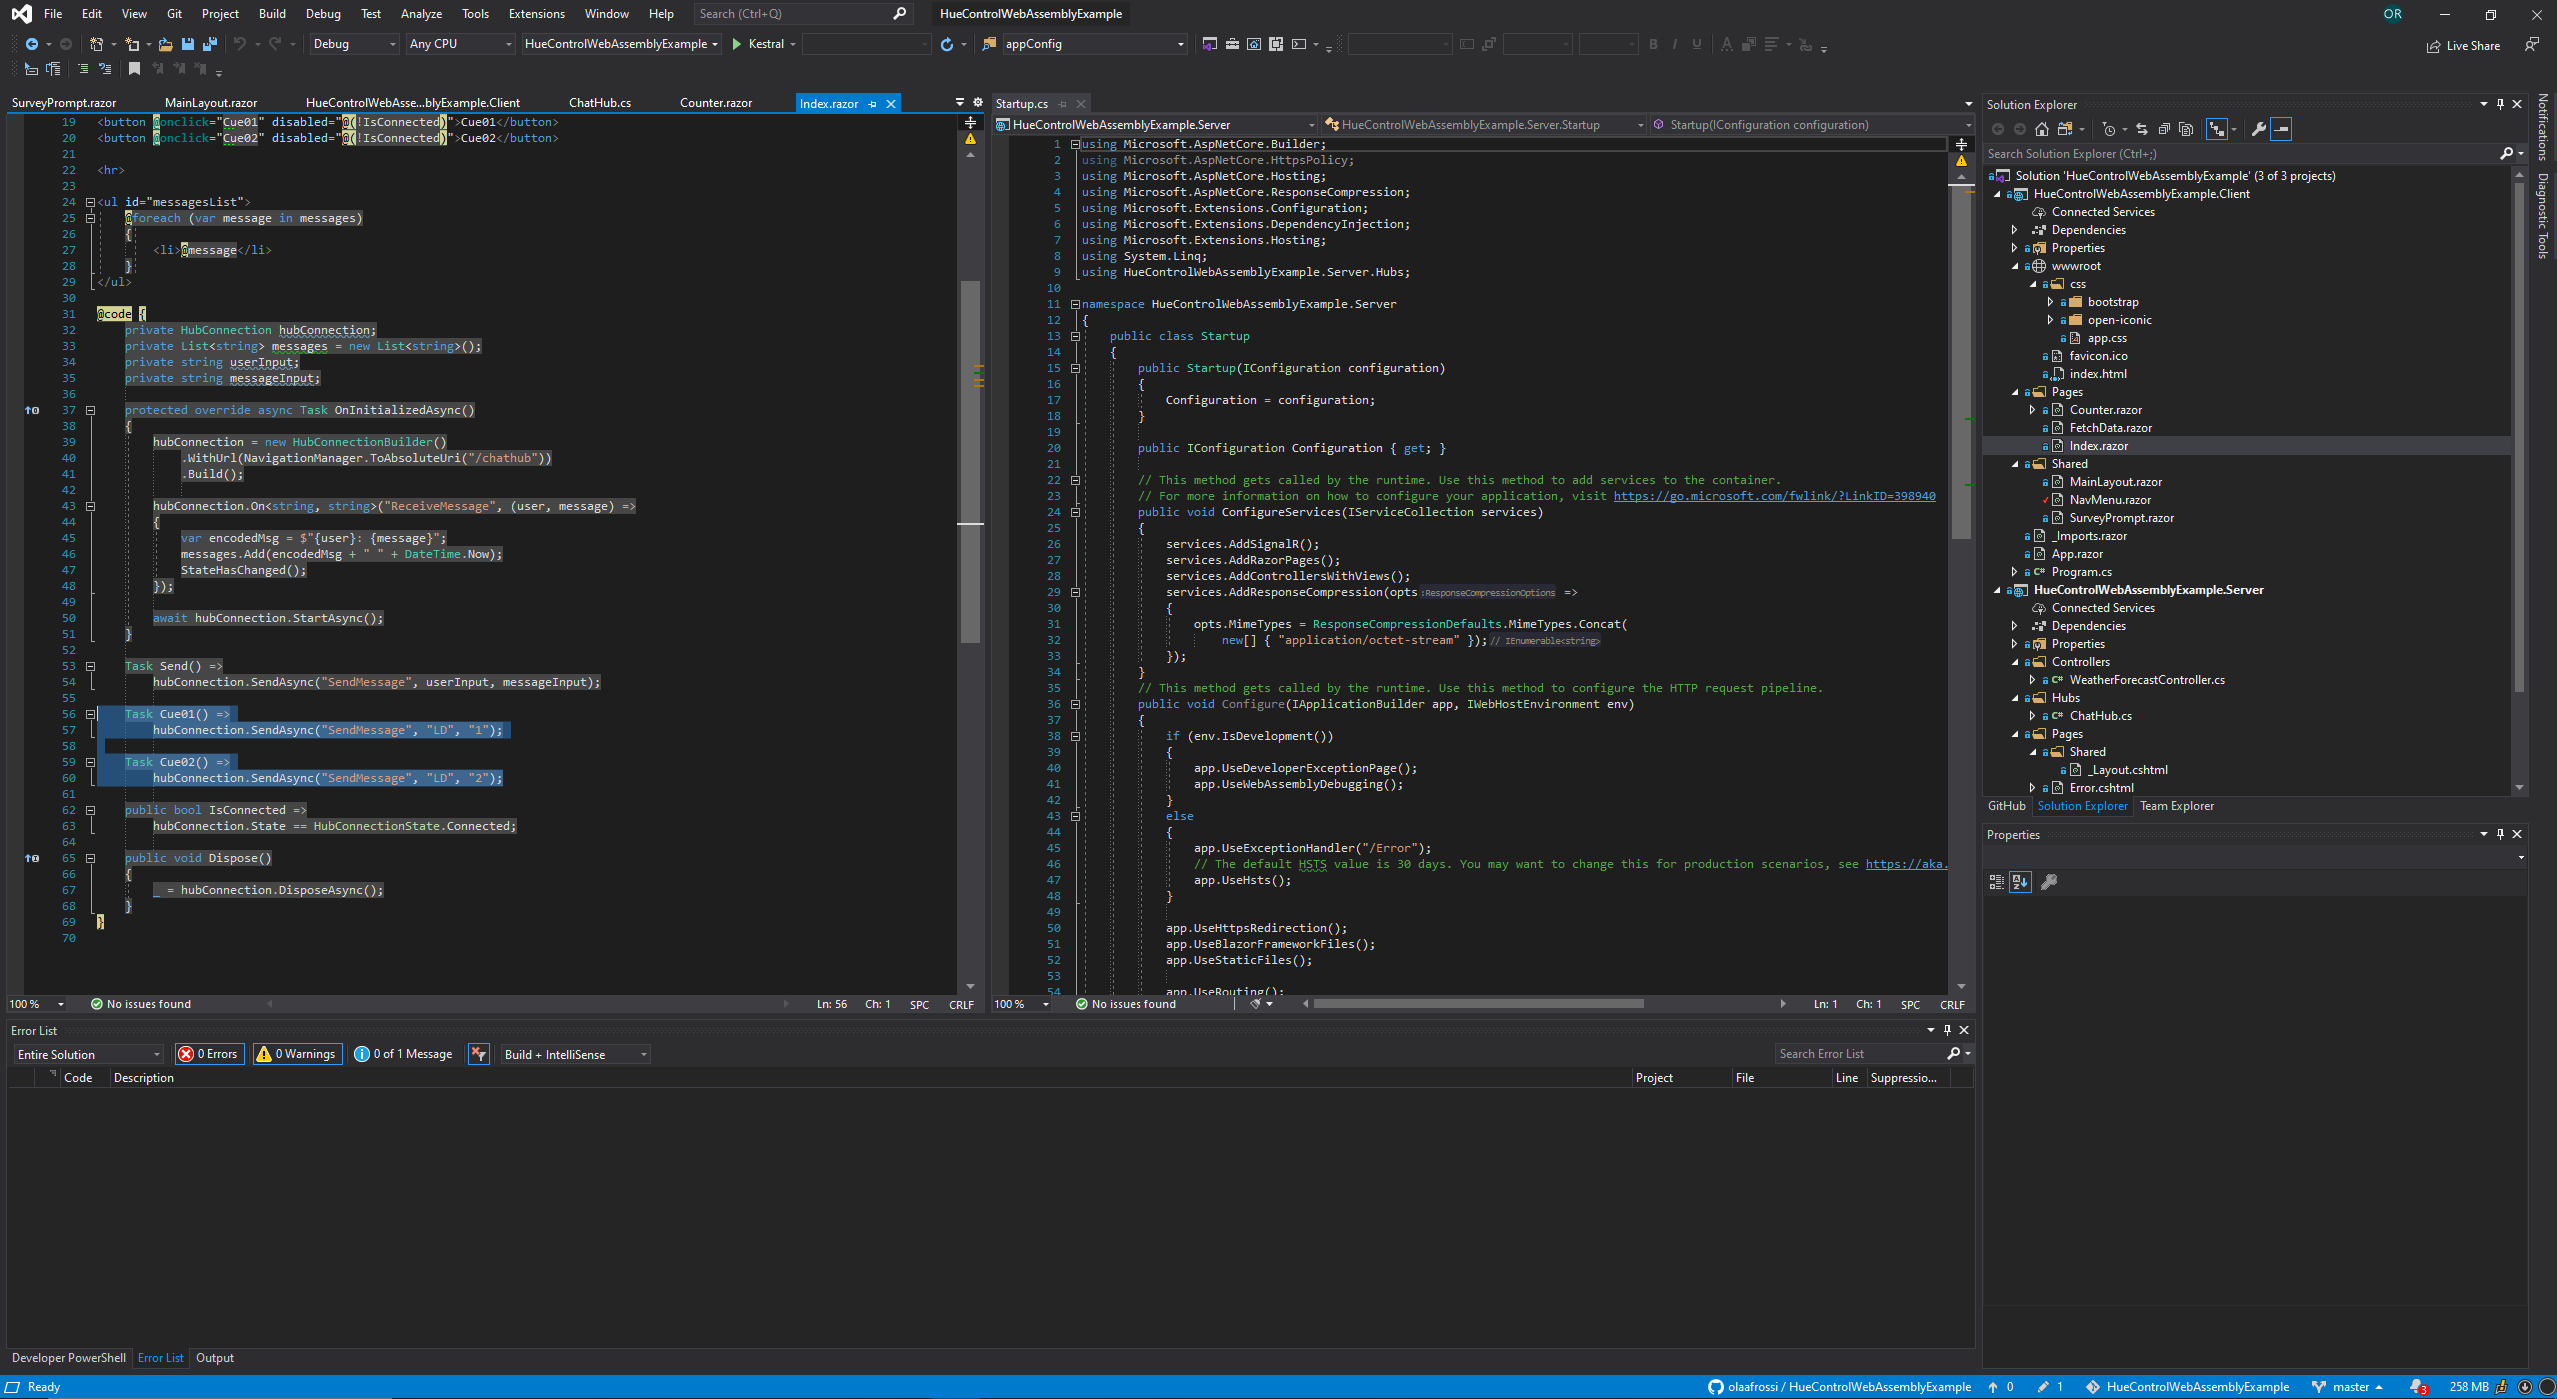 File Edit View Git Project Build Debug Test Analyze Tools Extensions Window Help Search (Ctrl+Q) HueControlWebAssemblyExample OR
Debug Any CPU HueControlWebAssemblyExample Kestral appConfig Live Share
SurveyPrompt.razor MainLayout.razor HueControlWebAsse...blyExample.Client ChatHub.cs Counter.razor Index.razor
19 <button @onclick="Cue01" disabled="@(!IsConnected)">Cue01</button>
20 <button @onclick="Cue02" disabled="@(!IsConnected)">Cue02</button>
21
22 <hr>
23
24 <ul id="messagesList">
25 @foreach (var message in messages)
26 {
27 <li>@message</li>
28 }
29 </ul>
30
31 @code {
32 private HubConnection hubConnection;
33 private List<string> messages = new List<string>();
34 private string userInput;
35 private string messageInput;
36
37 protected override async Task OnInitializedAsync()
38 {
39 hubConnection = new HubConnectionBuilder()
40 .WithUrl(NavigationManager.ToAbsoluteUri("/chathub"))
41 .Build();
42
43 hubConnection.On<string, string>("ReceiveMessage", (user, message) =>
44 {
45 var encodedMsg = $"{user}: {message}";
46 messages.Add(encodedMsg + " " + DateTime.Now);
47 StateHasChanged();
48 });
49
50 await hubConnection.StartAsync();
51 }
52
53 Task Send() =>
54 hubConnection.SendAsync("SendMessage", userInput, messageInput);
55
56 Task Cue01() =>
57 hubConnection.SendAsync("SendMessage", "LD", "1");
58
59 Task Cue02() =>
60 hubConnection.SendAsync("SendMessage", "LD", "2");
61
62 public bool IsConnected =>
63 hubConnection.State == HubConnectionState.Connected;
64
65 public void Dispose()
66 {
67 _ = hubConnection.DisposeAsync();
68 }
69 }
70
100 % No issues found Ln: 56 Ch: 1 SPC CRLF
Startup.cs
HueControlWebAssemblyExample.Server HueControlWebAssemblyExample.Server.Startup Startup(IConfiguration configuration)
1 using Microsoft.AspNetCore.Builder;
2 using Microsoft.AspNetCore.HttpsPolicy;
3 using Microsoft.AspNetCore.Hosting;
4 using Microsoft.AspNetCore.ResponseCompression;
5 using Microsoft.Extensions.Configuration;
6 using Microsoft.Extensions.DependencyInjection;
7 using Microsoft.Extensions.Hosting;
8 using System.Linq;
9 using HueControlWebAssemblyExample.Server.Hubs;
10
11 namespace HueControlWebAssemblyExample.Server
12 {
13 public class Startup
14 {
15 public Startup(IConfiguration configuration)
16 {
17 Configuration = configuration;
18 }
19
20 public IConfiguration Configuration { get; }
21
22 // This method gets called by the runtime. Use this method to add services to the container.
23 // For more information on how to configure your application, visit https://go.microsoft.com/fwlink/?LinkID=398940
24 public void ConfigureServices(IServiceCollection services)
25 {
26 services.AddSignalR();
27 services.AddRazorPages();
28 services.AddControllersWithViews();
29 services.AddResponseCompression(opts :ResponseCompressionOptions =>
30 {
31 opts.MimeTypes = ResponseCompressionDefaults.MimeTypes.Concat(
32 new[] { "application/octet-stream" }); // IEnumerable<string>
33 });
34 }
35 // This method gets called by the runtime. Use this method to configure the HTTP request pipeline.
36 public void Configure(IApplicationBuilder app, IWebHostEnvironment env)
37 {
38 if (env.IsDevelopment())
39 {
40 app.UseDeveloperExceptionPage();
41 app.UseWebAssemblyDebugging();
42 }
43 else
44 {
45 app.UseExceptionHandler("/Error");
46 // The default HSTS value is 30 days. You may want to change this for production scenarios, see https://aka.
47 app.UseHsts();
48 }
49
50 app.UseHttpsRedirection();
51 app.UseBlazorFrameworkFiles();
52 app.UseStaticFiles();
53
54 app.UseRouting();
100 % No issues found Ln: 1 Ch: 1 SPC CRLF
Solution Explorer
Search Solution Explorer (Ctrl+;)
Solution 'HueControlWebAssemblyExample' (3 of 3 projects)
HueControlWebAssemblyExample.Client
Connected Services
Dependencies
Properties
wwwroot
css
bootstrap
open-iconic
app.css
favicon.ico
index.html
Pages
Counter.razor
FetchData.razor
Index.razor
Shared
MainLayout.razor
NavMenu.razor
SurveyPrompt.razor
_Imports.razor
App.razor
C# Program.cs
HueControlWebAssemblyExample.Server
Connected Services
Dependencies
Properties
Controllers
C# WeatherForecastController.cs
Hubs
C# ChatHub.cs
Pages
Shared
_Layout.cshtml
Error.cshtml
GitHub Solution Explorer Team Explorer
Properties
Notifications
Diagnostic Tools
Error List
Entire Solution 0 Errors 0 Warnings 0 of 1 Message Build + IntelliSense Search Error List
Code Description Project File Line Suppressio...
Developer PowerShell Error List Output
Ready olaafrossi / HueControlWebAssemblyExample 0 1 HueControlWebAssemblyExample master 3 258 MB